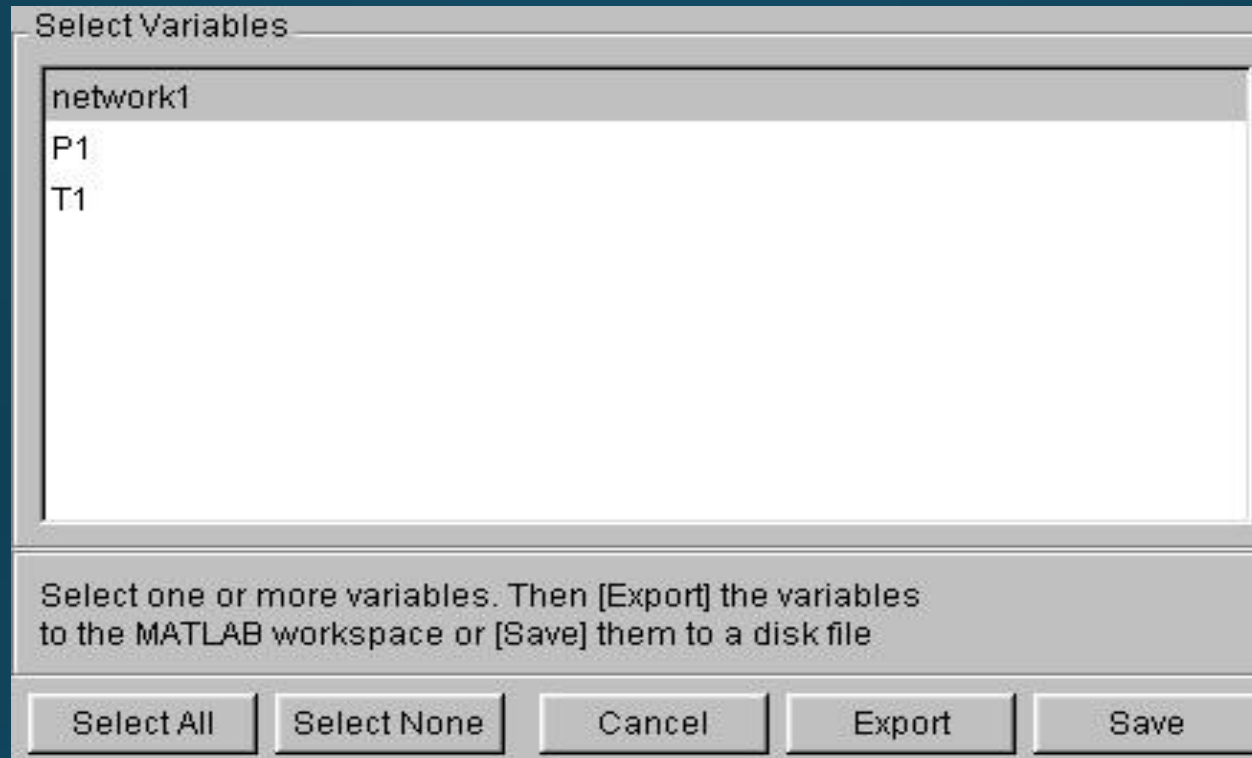 Select Variables
network1
P1
T1
Select one or more variables. Then [Export] the variables
to the MATLAB workspace or [Save] them to a disk file
Select All Select None Cancel Export Save